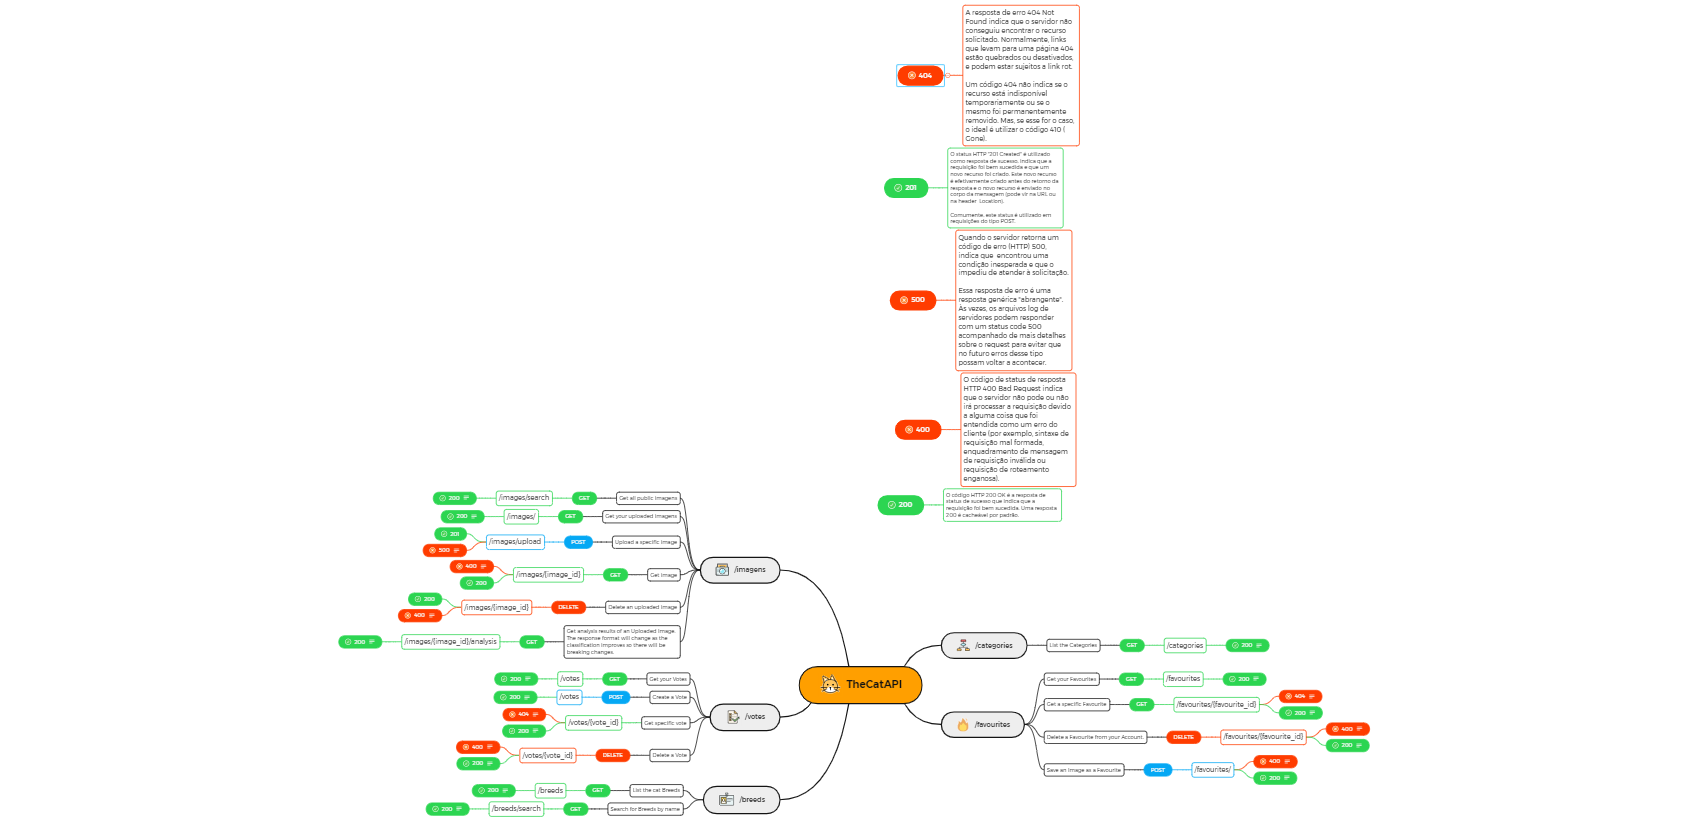 404
A resposta de erro 404 Not
Found indica que o servidor não
conseguiu encontrar o recurso
solicitado. Normalmente, links
que levam para uma página 404
estão quebrados ou desativados,
e podem estar sujeitos a link rot.
Um código 404 não indica se o
recurso está indisponível
temporariamente ou se o
mesmo foi permanentemente
removido. Mas, se esse for o caso,
o ideal é utilizar o código 410 (
Gone).
201
O status HTTP "201 Created" é utilizado
como resposta de sucesso, indica que a
requisição foi bem sucedida e que um
novo recurso foi criado. Este novo recurso
é efetivamente criado antes do retorno da
resposta e o novo recurso é enviado no
corpo da mensagem (pode vir na URL ou
na header Location).
Comumente, este status é utilizado em
requisições do tipo POST.
500
Quando o servidor retorna um
código de erro (HTTP) 500,
indica que encontrou uma
condição inesperada e que o
impediu de atender à solicitação.
Essa resposta de erro é uma
resposta genérica "abrangente".
Às vezes, os arquivos log de
servidores podem responder
com um status code 500
acompanhado de mais detalhes
sobre o request para evitar que
no futuro erros desse tipo
possam voltar a acontecer.
400
O código de status de resposta
HTTP 400 Bad Request indica
que o servidor não pode ou não
irá processar a requisição devido
a alguma coisa que foi
entendida como um erro do
cliente (por exemplo, sintaxe de
requisição mal formada,
enquadramento de mensagem
de requisição inválida ou
requisição de roteamento
enganosa).
200
O código HTTP 200 OK é a resposta de
status de sucesso que indica que a
requisição foi bem sucedida. Uma resposta
200 é cacheável por padrão.
TheCatAPI
/imagens
Get all public Imagens
GET
/images/search
200
Get your uploaded Imagens
GET
/images/
200
Upload a specific Image
POST
/images/upload
201
500
Get Image
GET
/images/{image_id}
400
200
Delete an uploaded Image
DELETE
/images/{image_id}
200
400
Get analysis results of an Uploaded Image.
The response format will change as the
classification improves so there will be
breaking changes.
GET
/images/{image_id}/analysis
200
/votes
Get your Votes
GET
/votes
200
Create a Vote
POST
/votes
200
Get specific vote
GET
/votes/{vote_id}
404
200
Delete a Vote
DELETE
/votes/{vote_id}
400
200
/breeds
List the cat Breeds
GET
/breeds
200
Search for Breeds by name
GET
/breeds/search
200
/categories
List the Categories
GET
/categories
200
/favourites
Get your Favourites
GET
/favourites
200
Get a specific Favourite
GET
/favourites/{favourite_id}
404
200
Delete a Favourite from your Account.
DELETE
/favourites/{favourite_id}
400
200
Save an Image as a Favourite
POST
/favourites/
400
200